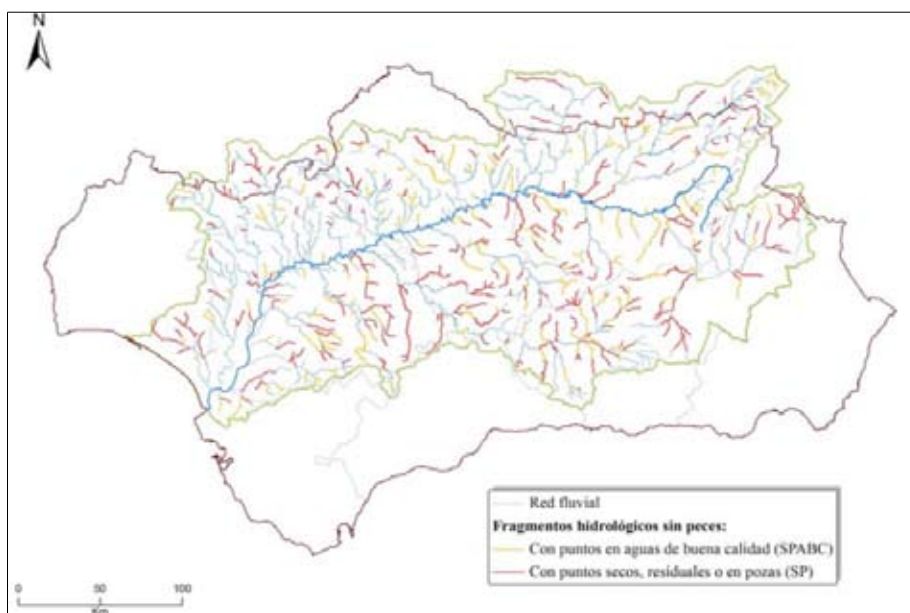 N
Red fluvial
Fragmentos hidrológicos sin peces:
Con puntos en aguas de buena calidad (SPABC)
Con puntos secos, residuales o en pozas (SP)
0 50 100
Km